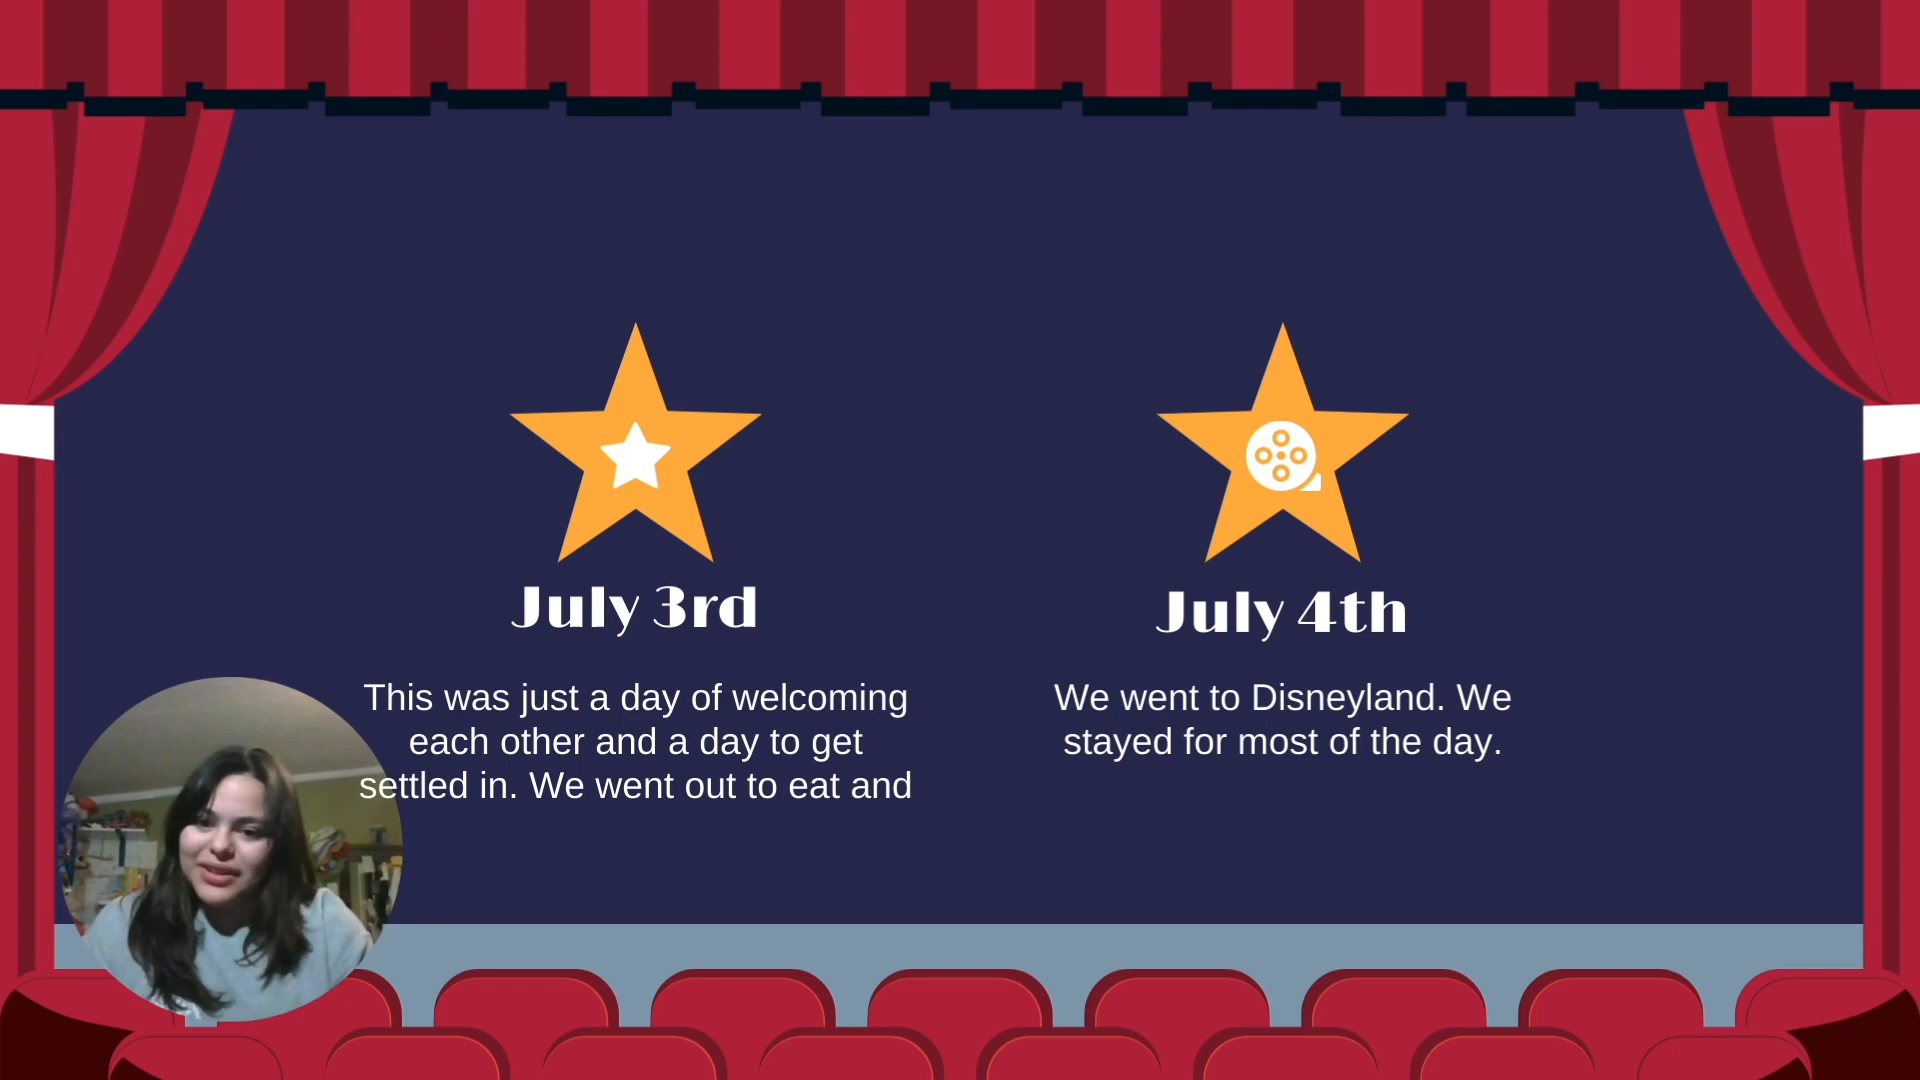 July 3rd
This was just a day of welcoming
each other and a day to get
settled in. We went out to eat and
July 4th
We went to Disneyland. We
stayed for most of the day.